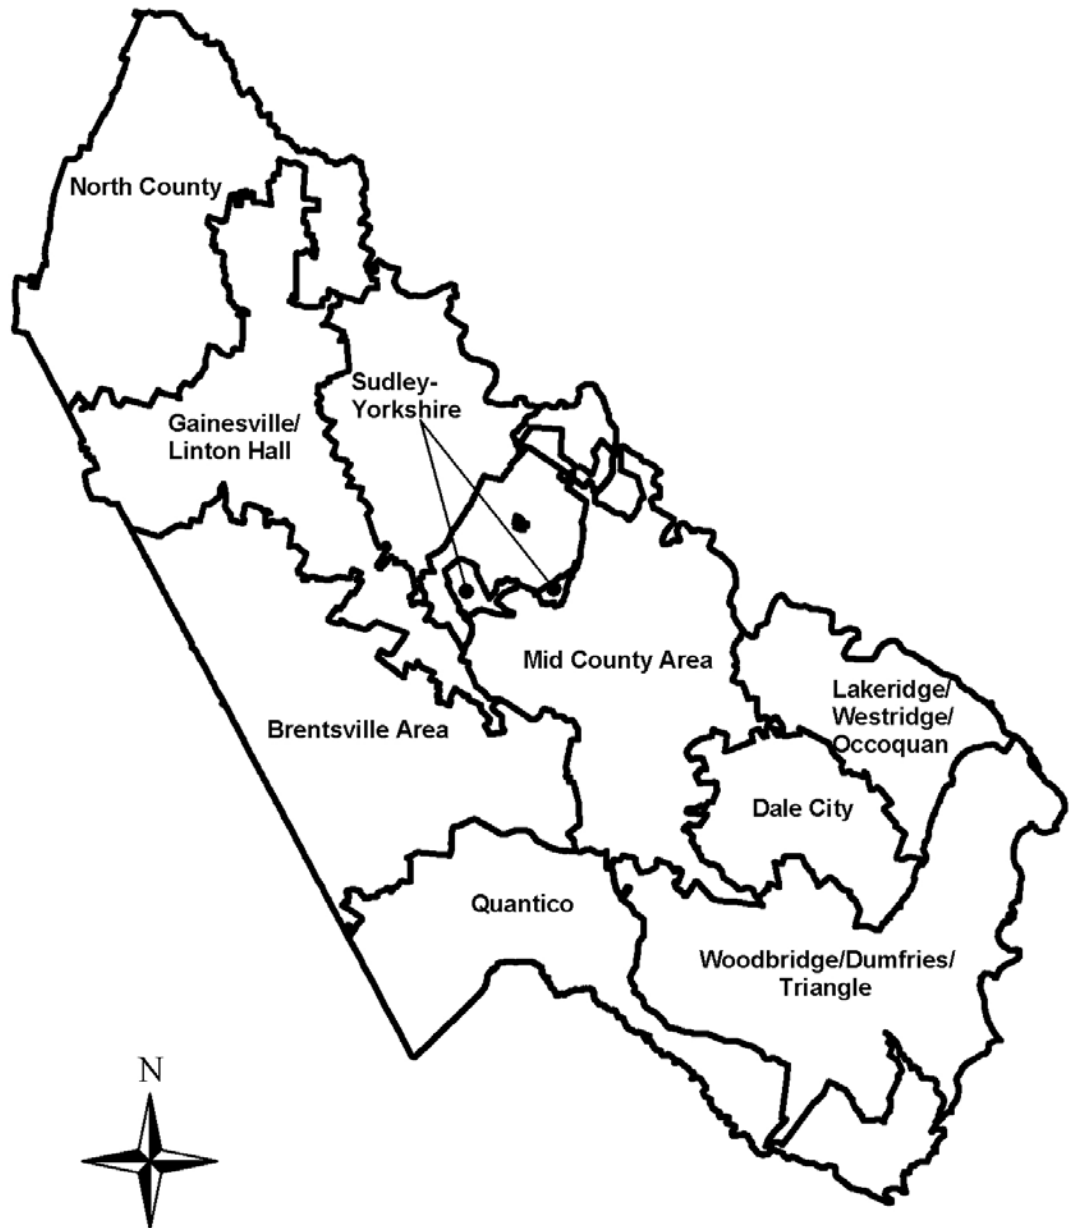 North County
Sudley-
Yorkshire
Gainesville/
Linton Hall
Mid County Area
Lakeridge/
Westridge/
Occoquan
Brentsville Area
Dale City
Quantico
Woodbridge/Dumfries/
Triangle
N